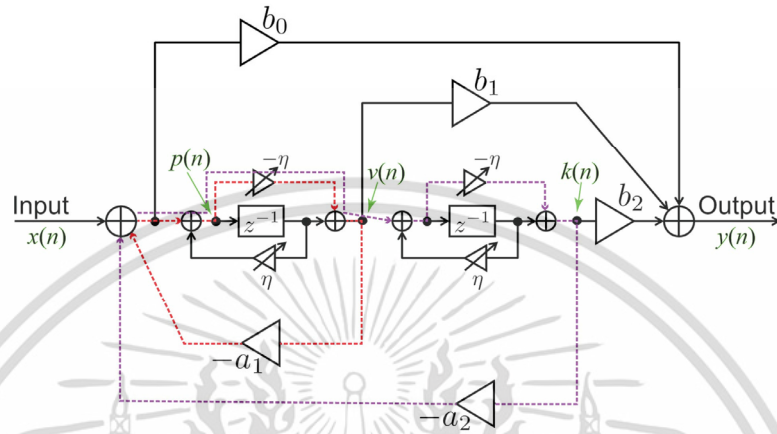 b₀
b₁
p(n)
−η
v(n)
−η
k(n)
b₂
Input
x(n)
z⁻¹
z⁻¹
Output
y(n)
η
η
−a₁
−a₂